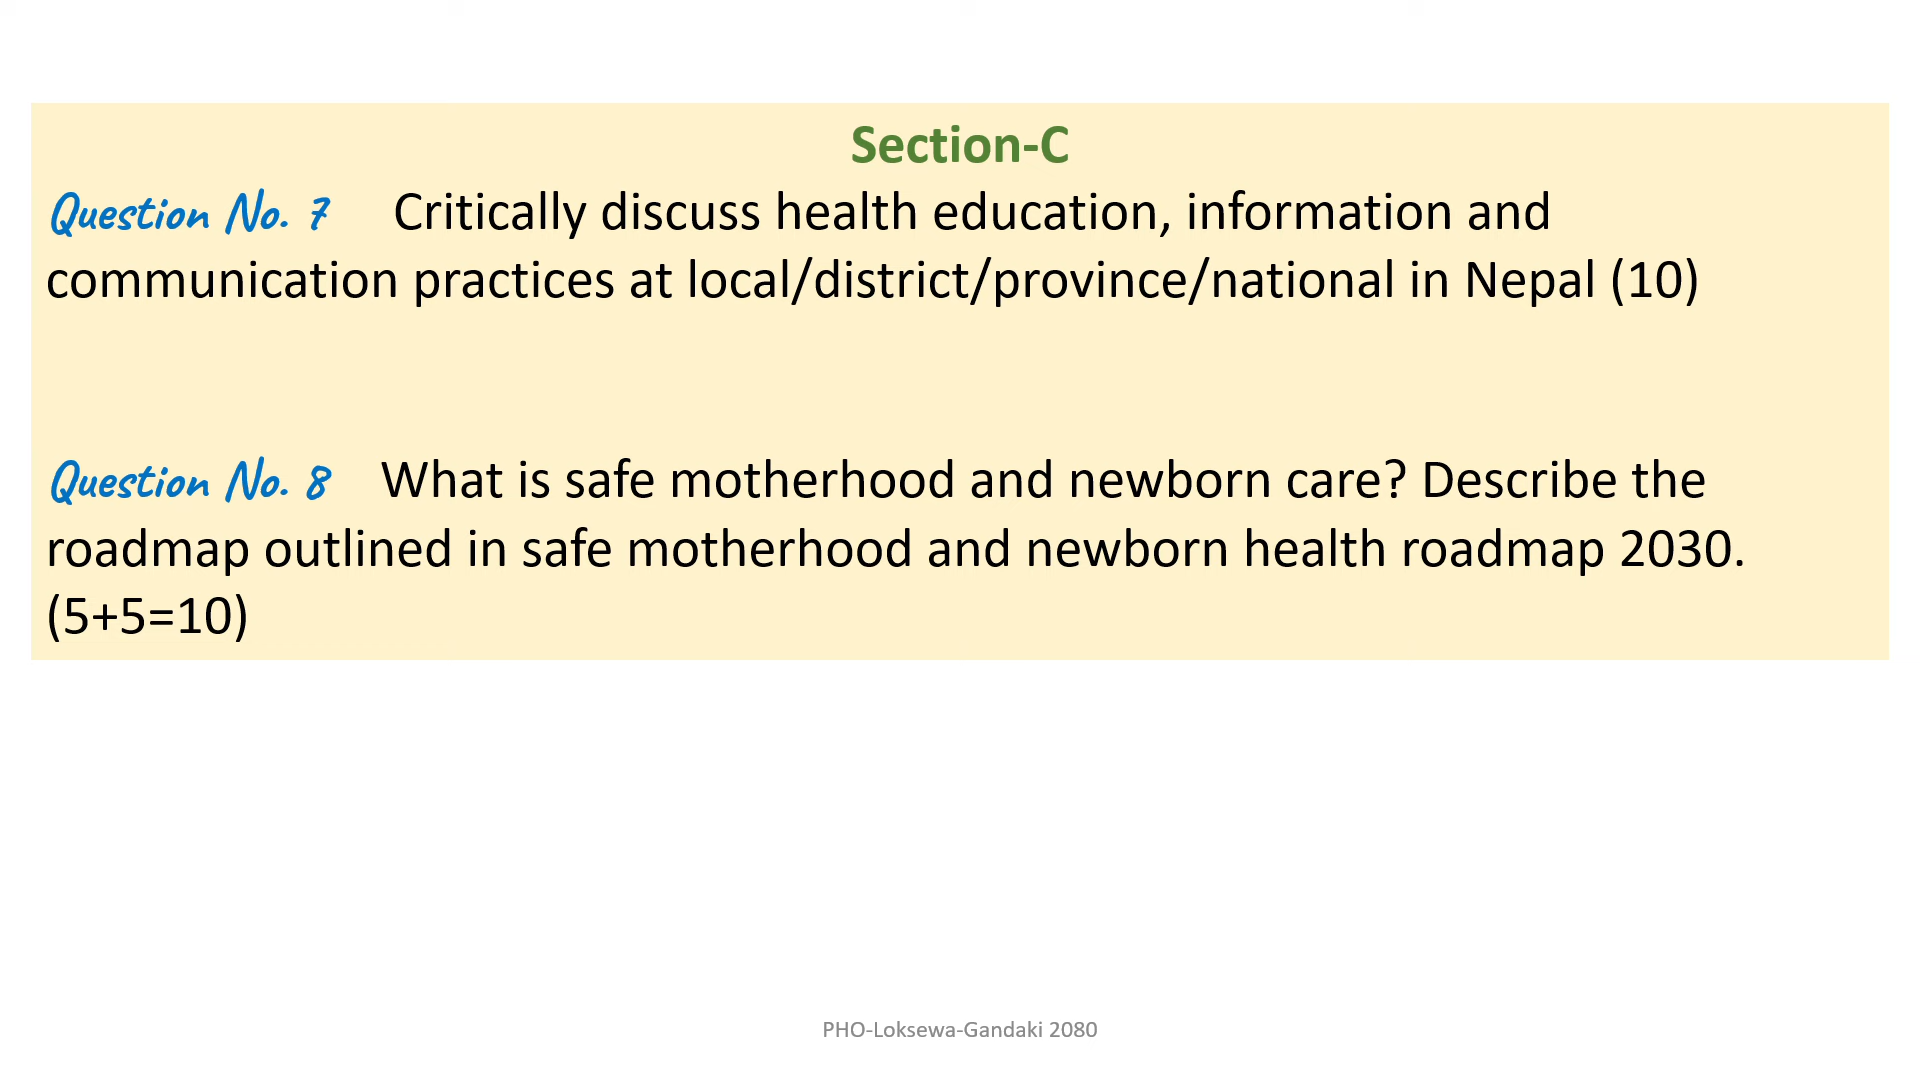 Section-C
Question No. 7 Critically discuss health education, information and
communication practices at local/district/province/national in Nepal (10)
Question No. 8 What is safe motherhood and newborn care? Describe the
roadmap outlined in safe motherhood and newborn health roadmap 2030.
(5+5=10)
PHO-Loksewa-Gandaki 2080